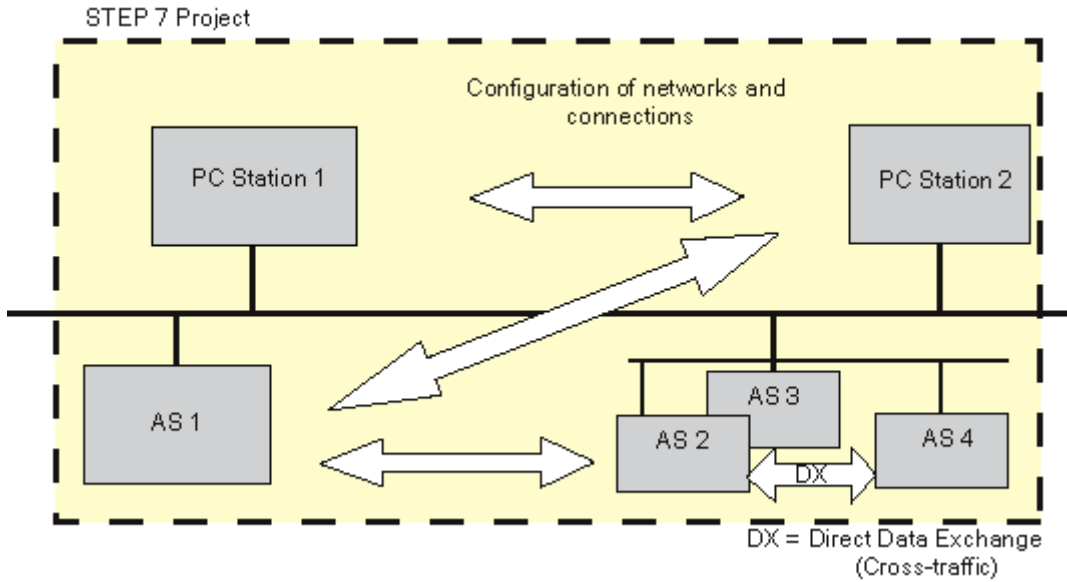 STEP 7 Project
Configuration of networks and
connections
PC Station 1
PC Station 2
AS 1
AS 3
AS 2
AS 4
DX
DX = Direct Data Exchange
(Cross-traffic)